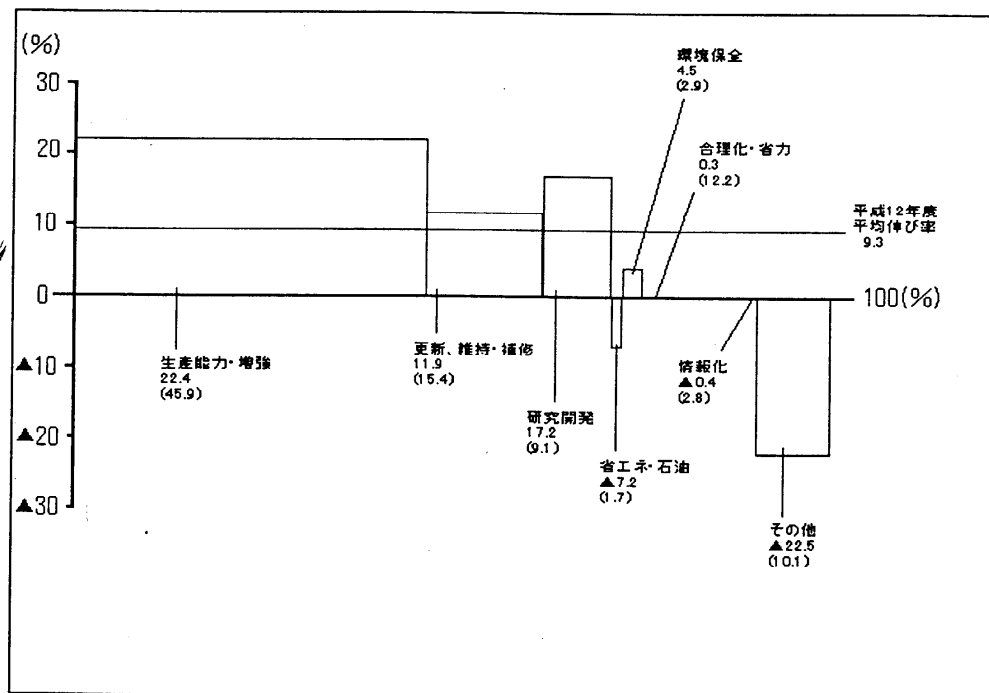 (%)
30
20
10
0
▲10
▲20
▲30
環境保全
4.5
(2.9)
合理化・省力
0.3
(12.2)
平成12年度
平均伸び率
9.3
100(%)
生産能力・増強
22.4
(45.9)
更新、維持・補修
11.9
(15.4)
研究開発
17.2
(9.1)
省エネ・石油
▲7.2
(1.7)
情報化
▲0.4
(2.8)
その他
▲22.5
(10.1)